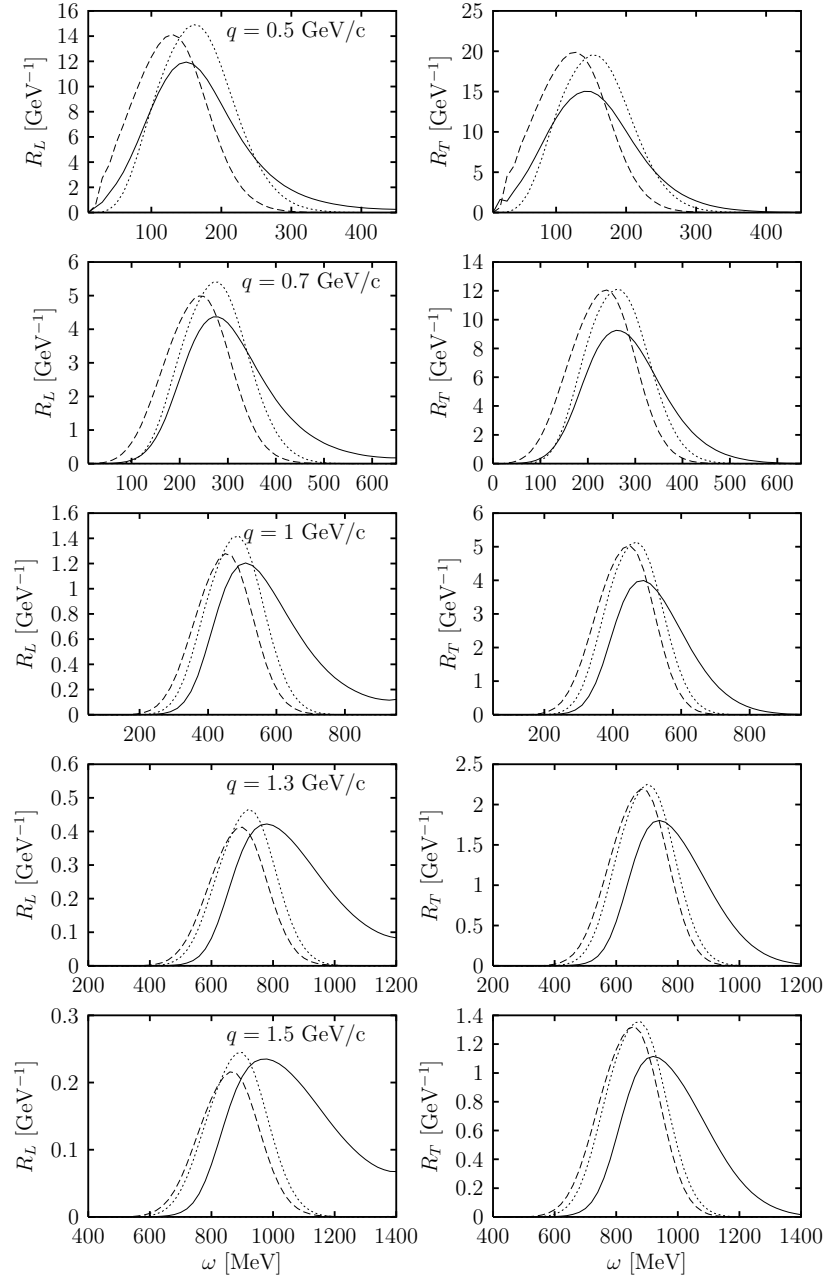 16
14
12
10
8
6
4
2
0
R_L [GeV⁻¹]
q = 0.5 GeV/c
100 200 300 400
25
20
15
10
5
0
R_T [GeV⁻¹]
100 200 300 400
6
5
4
3
2
1
0
R_L [GeV⁻¹]
q = 0.7 GeV/c
100 200 300 400 500 600
14
12
10
8
6
4
2
0
R_T [GeV⁻¹]
0 100 200 300 400 500 600
1.6
1.4
1.2
1
0.8
0.6
0.4
0.2
0
R_L [GeV⁻¹]
q = 1 GeV/c
200 400 600 800
6
5
4
3
2
1
0
R_T [GeV⁻¹]
200 400 600 800
0.6
0.5
0.4
0.3
0.2
0.1
0
R_L [GeV⁻¹]
q = 1.3 GeV/c
200 400 600 800 1000 1200
2.5
2
1.5
1
0.5
0
R_T [GeV⁻¹]
200 400 600 800 1000 1200
0.3
0.2
0.1
0
R_L [GeV⁻¹]
q = 1.5 GeV/c
400 600 800 1000 1200 1400
ω [MeV]
1.4
1.2
1
0.8
0.6
0.4
0.2
0
R_T [GeV⁻¹]
400 600 800 1000 1200 1400
ω [MeV]